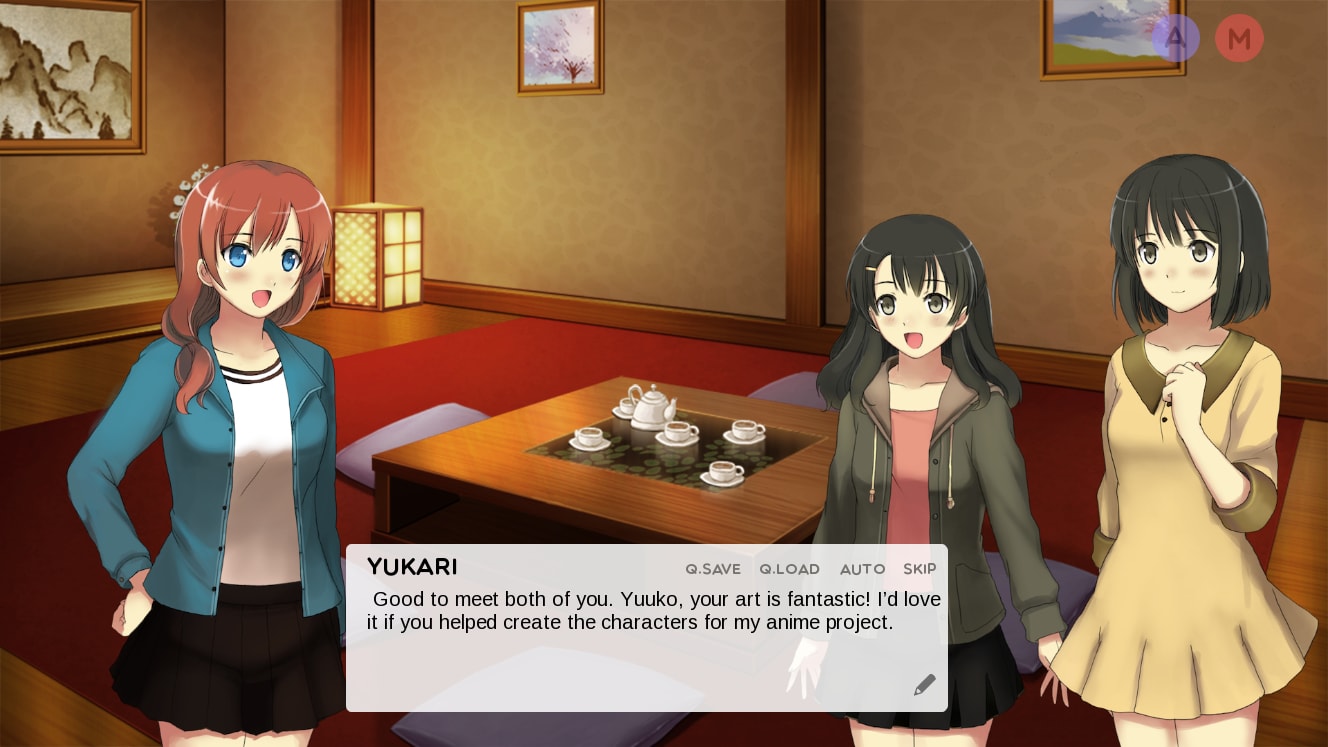 A M
YUKARI Q.SAVE Q.LOAD AUTO SKIP
Good to meet both of you. Yuuko, your art is fantastic! I’d love
it if you helped create the characters for my anime project.